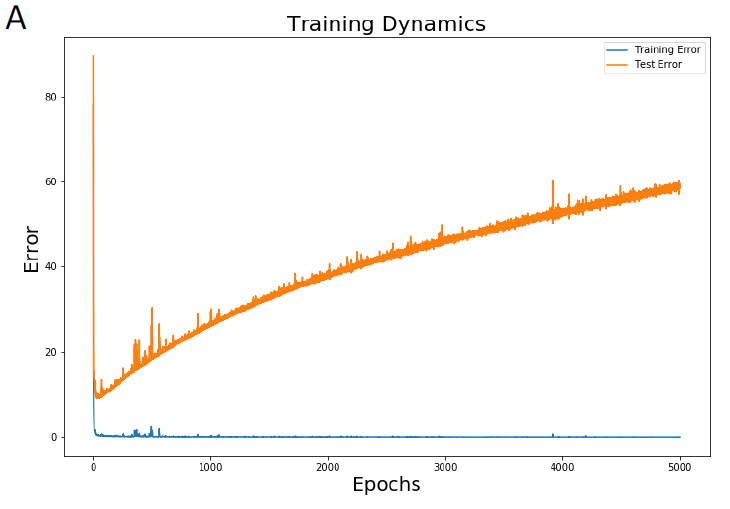 A
Training Dynamics
Training Error
Test Error
80
60
40
20
0
Error
0 1000 2000 3000 4000 5000
Epochs